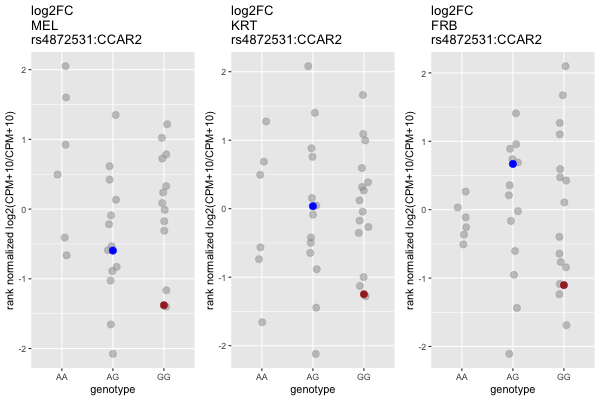 log2FC
MEL
rs4872531:CCAR2
rank normalized log2(CPM+10/CPM+10)
2
1
0
-1
-2
AA
AG
GG
genotype
log2FC
KRT
rs4872531:CCAR2
rank normalized log2(CPM+10/CPM+10)
2
1
0
-1
-2
AA
AG
GG
genotype
log2FC
FRB
rs4872531:CCAR2
rank normalized log2(CPM+10/CPM+10)
2
1
0
-1
-2
AA
AG
GG
genotype